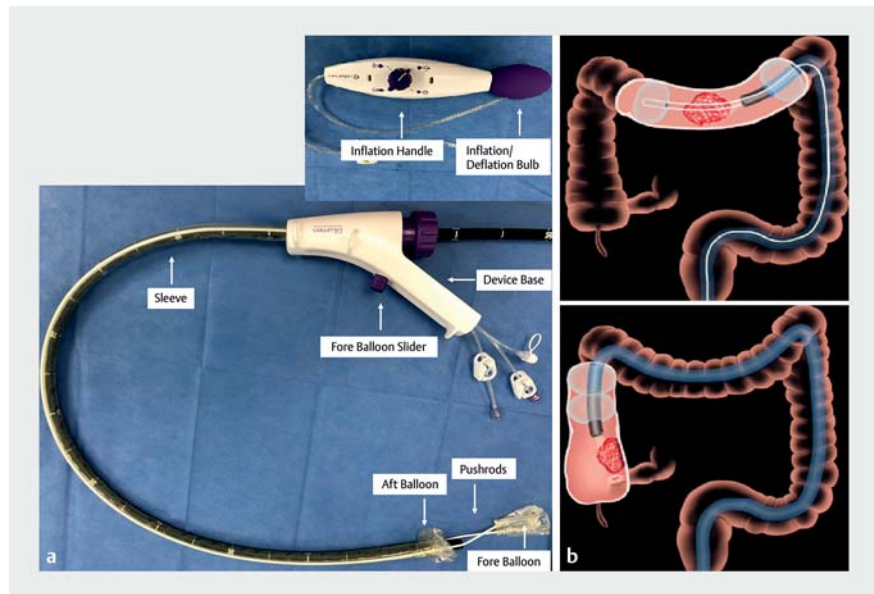 Inflation Handle
Inflation/
Deflation Bulb
Sleeve
Device Base
Fore Balloon Slider
Aft Balloon
Pushrods
Fore Balloon
a
b